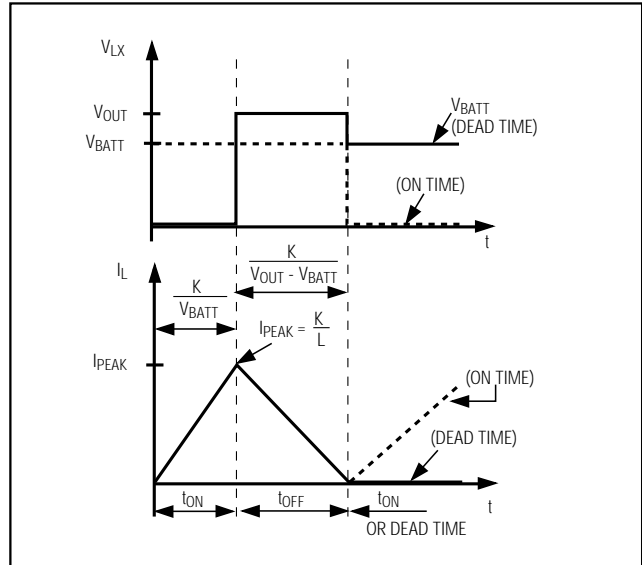 VLX
VOUT
VBATT
VBATT
(DEAD TIME)
(ON TIME)
t
IL
K
VBATT
K
VOUT - VBATT
IPEAK = K
L
IPEAK
(ON TIME)
(DEAD TIME)
tON
tOFF
tON
OR DEAD TIME
t